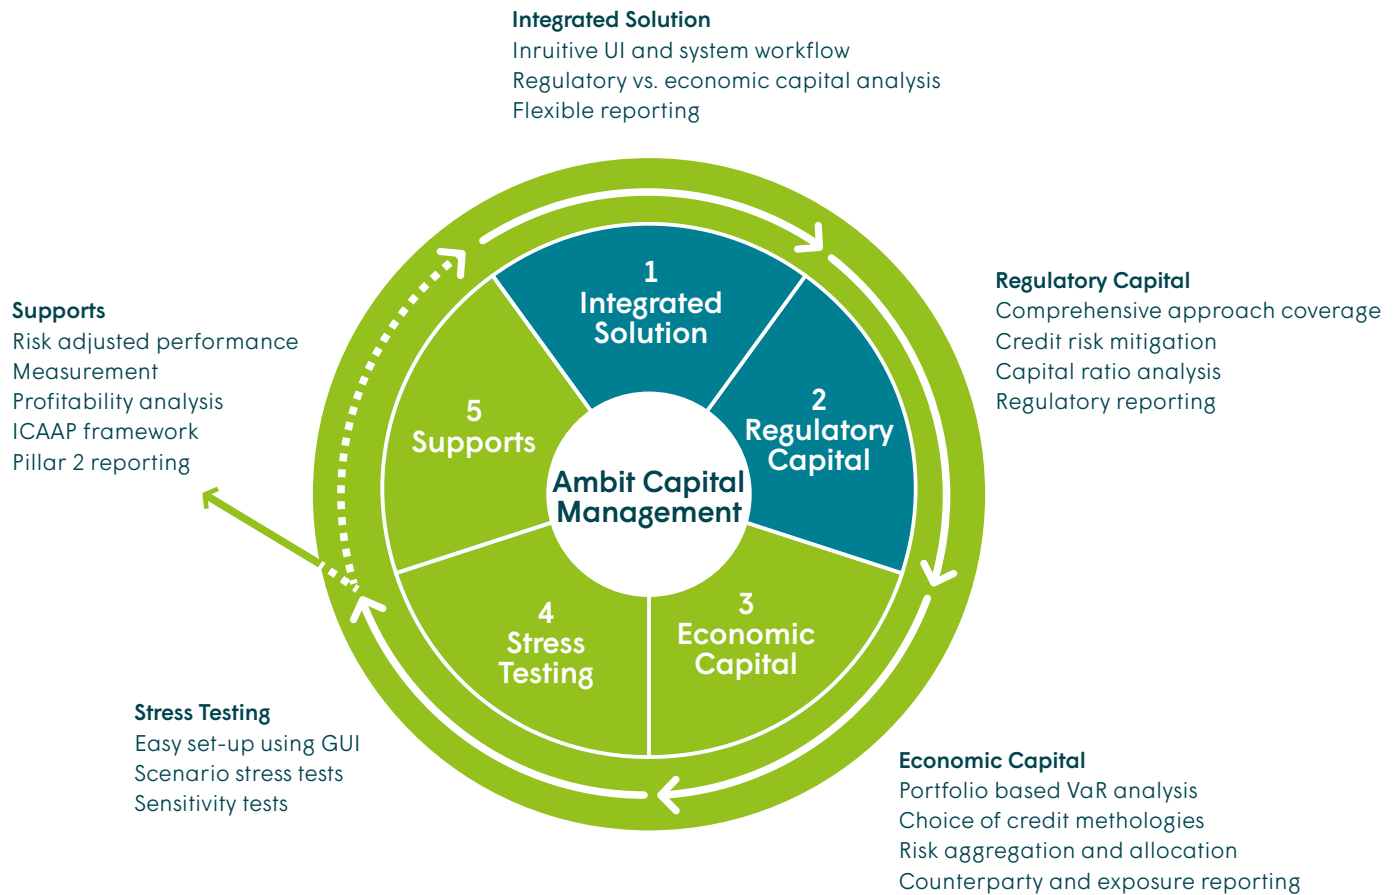 Integrated Solution
Inruitive UI and system workflow
Regulatory vs. economic capital analysis
Flexible reporting
1
Integrated
Solution
Regulatory Capital
Comprehensive approach coverage
Credit risk mitigation
Capital ratio analysis
Regulatory reporting
2
Regulatory
Capital
Supports
Risk adjusted performance
Measurement
Profitability analysis
ICAAP framework
Pillar 2 reporting
5
Supports
Ambit Capital
Management
4
Stress
Testing
3
Economic
Capital
Stress Testing
Easy set-up using GUI
Scenario stress tests
Sensitivity tests
Economic Capital
Portfolio based VaR analysis
Choice of credit methologies
Risk aggregation and allocation
Counterparty and exposure reporting